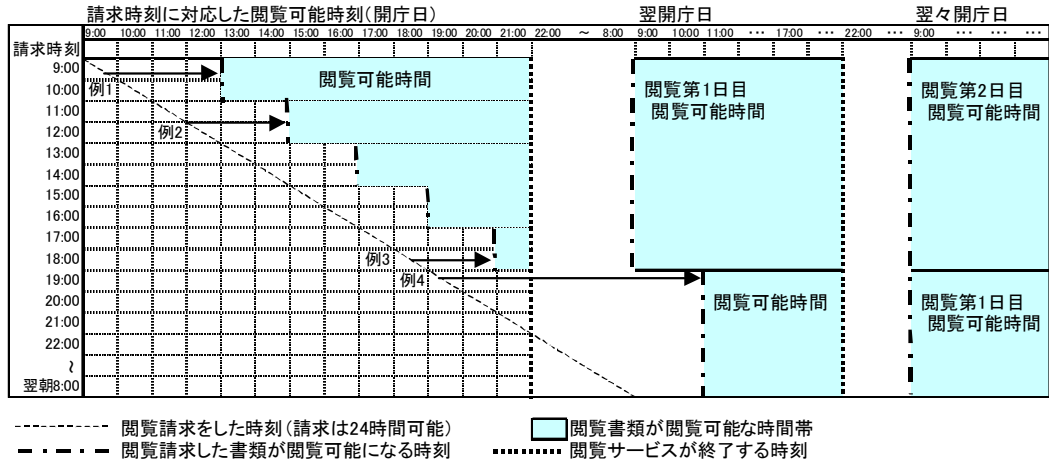 請求時刻に対応した閲覧可能時刻(開庁日) 翌開庁日 翌々開庁日
9:00 10:00 11:00 12:00 13:00 14:00 15:00 16:00 17:00 18:00 19:00 20:00 21:00 22:00 ～ 8:00 9:00 10:00 11:00 … 17:00 … 22:00 … 9:00 … … …
請求時刻
9:00
10:00
11:00
12:00
13:00
14:00
15:00
16:00
17:00
18:00
19:00
20:00
21:00
22:00
～
翌朝8:00
例1
閲覧可能時間
例2
例3
例4
閲覧第1日目
閲覧可能時間
閲覧可能時間
閲覧第2日目
閲覧可能時間
閲覧第1日目
閲覧可能時間
閲覧請求をした時刻(請求は24時間可能) 閲覧書類が閲覧可能な時間帯
閲覧請求した書類が閲覧可能になる時刻 閲覧サービスが終了する時刻